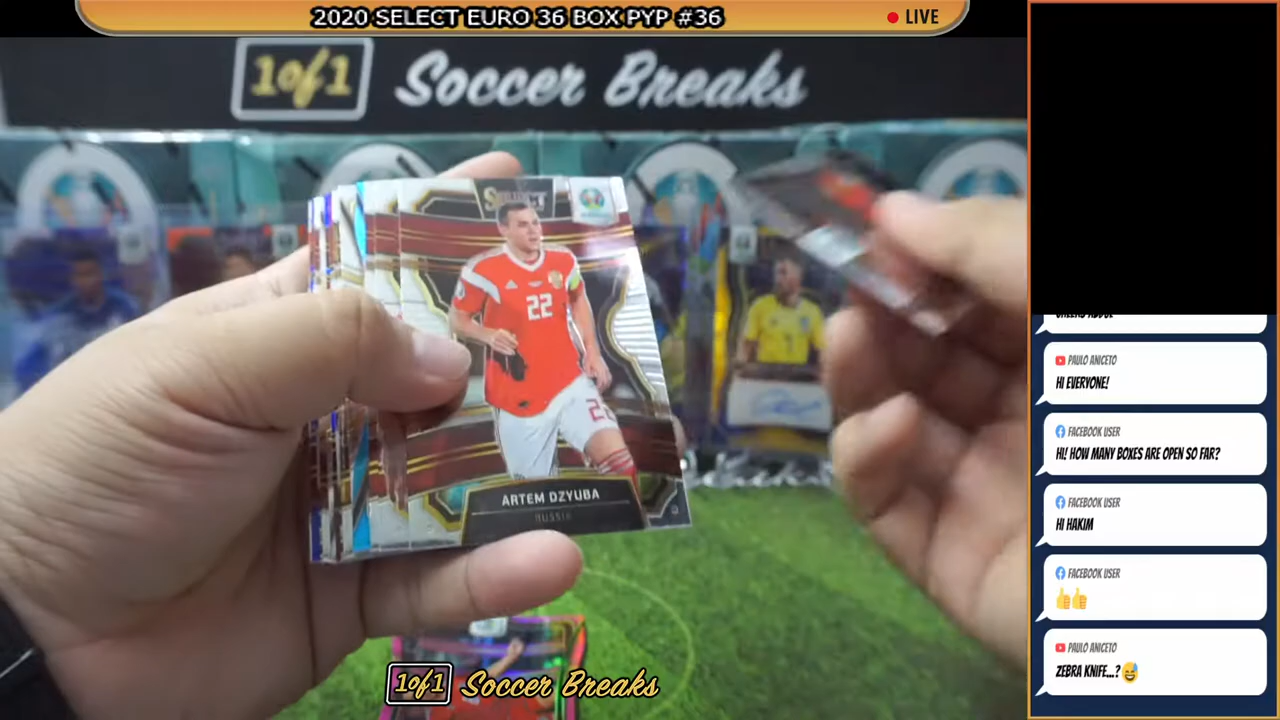 2020 SELECT EURO 36 BOX PYP #36
LIVE
1of1 Soccer Breaks
SELECT
22
22
ARTEM DZYUBA
RUSSIA
1of1 Soccer Breaks
PAULO ANICETO
HI EVERYONE!
FACEBOOK USER
HI! HOW MANY BOXES ARE OPEN SO FAR?
FACEBOOK USER
HI HAKIM
FACEBOOK USER
👍👍
PAULO ANICETO
ZEBRA KNIFE...?😅